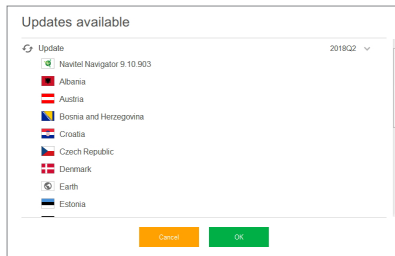 Updates available
Update 2018Q2
Navitel Navigator 9.10.903
Albania
Austria
Bosnia and Herzegovina
Croatia
Czech Republic
Denmark
Earth
Estonia
Cancel OK